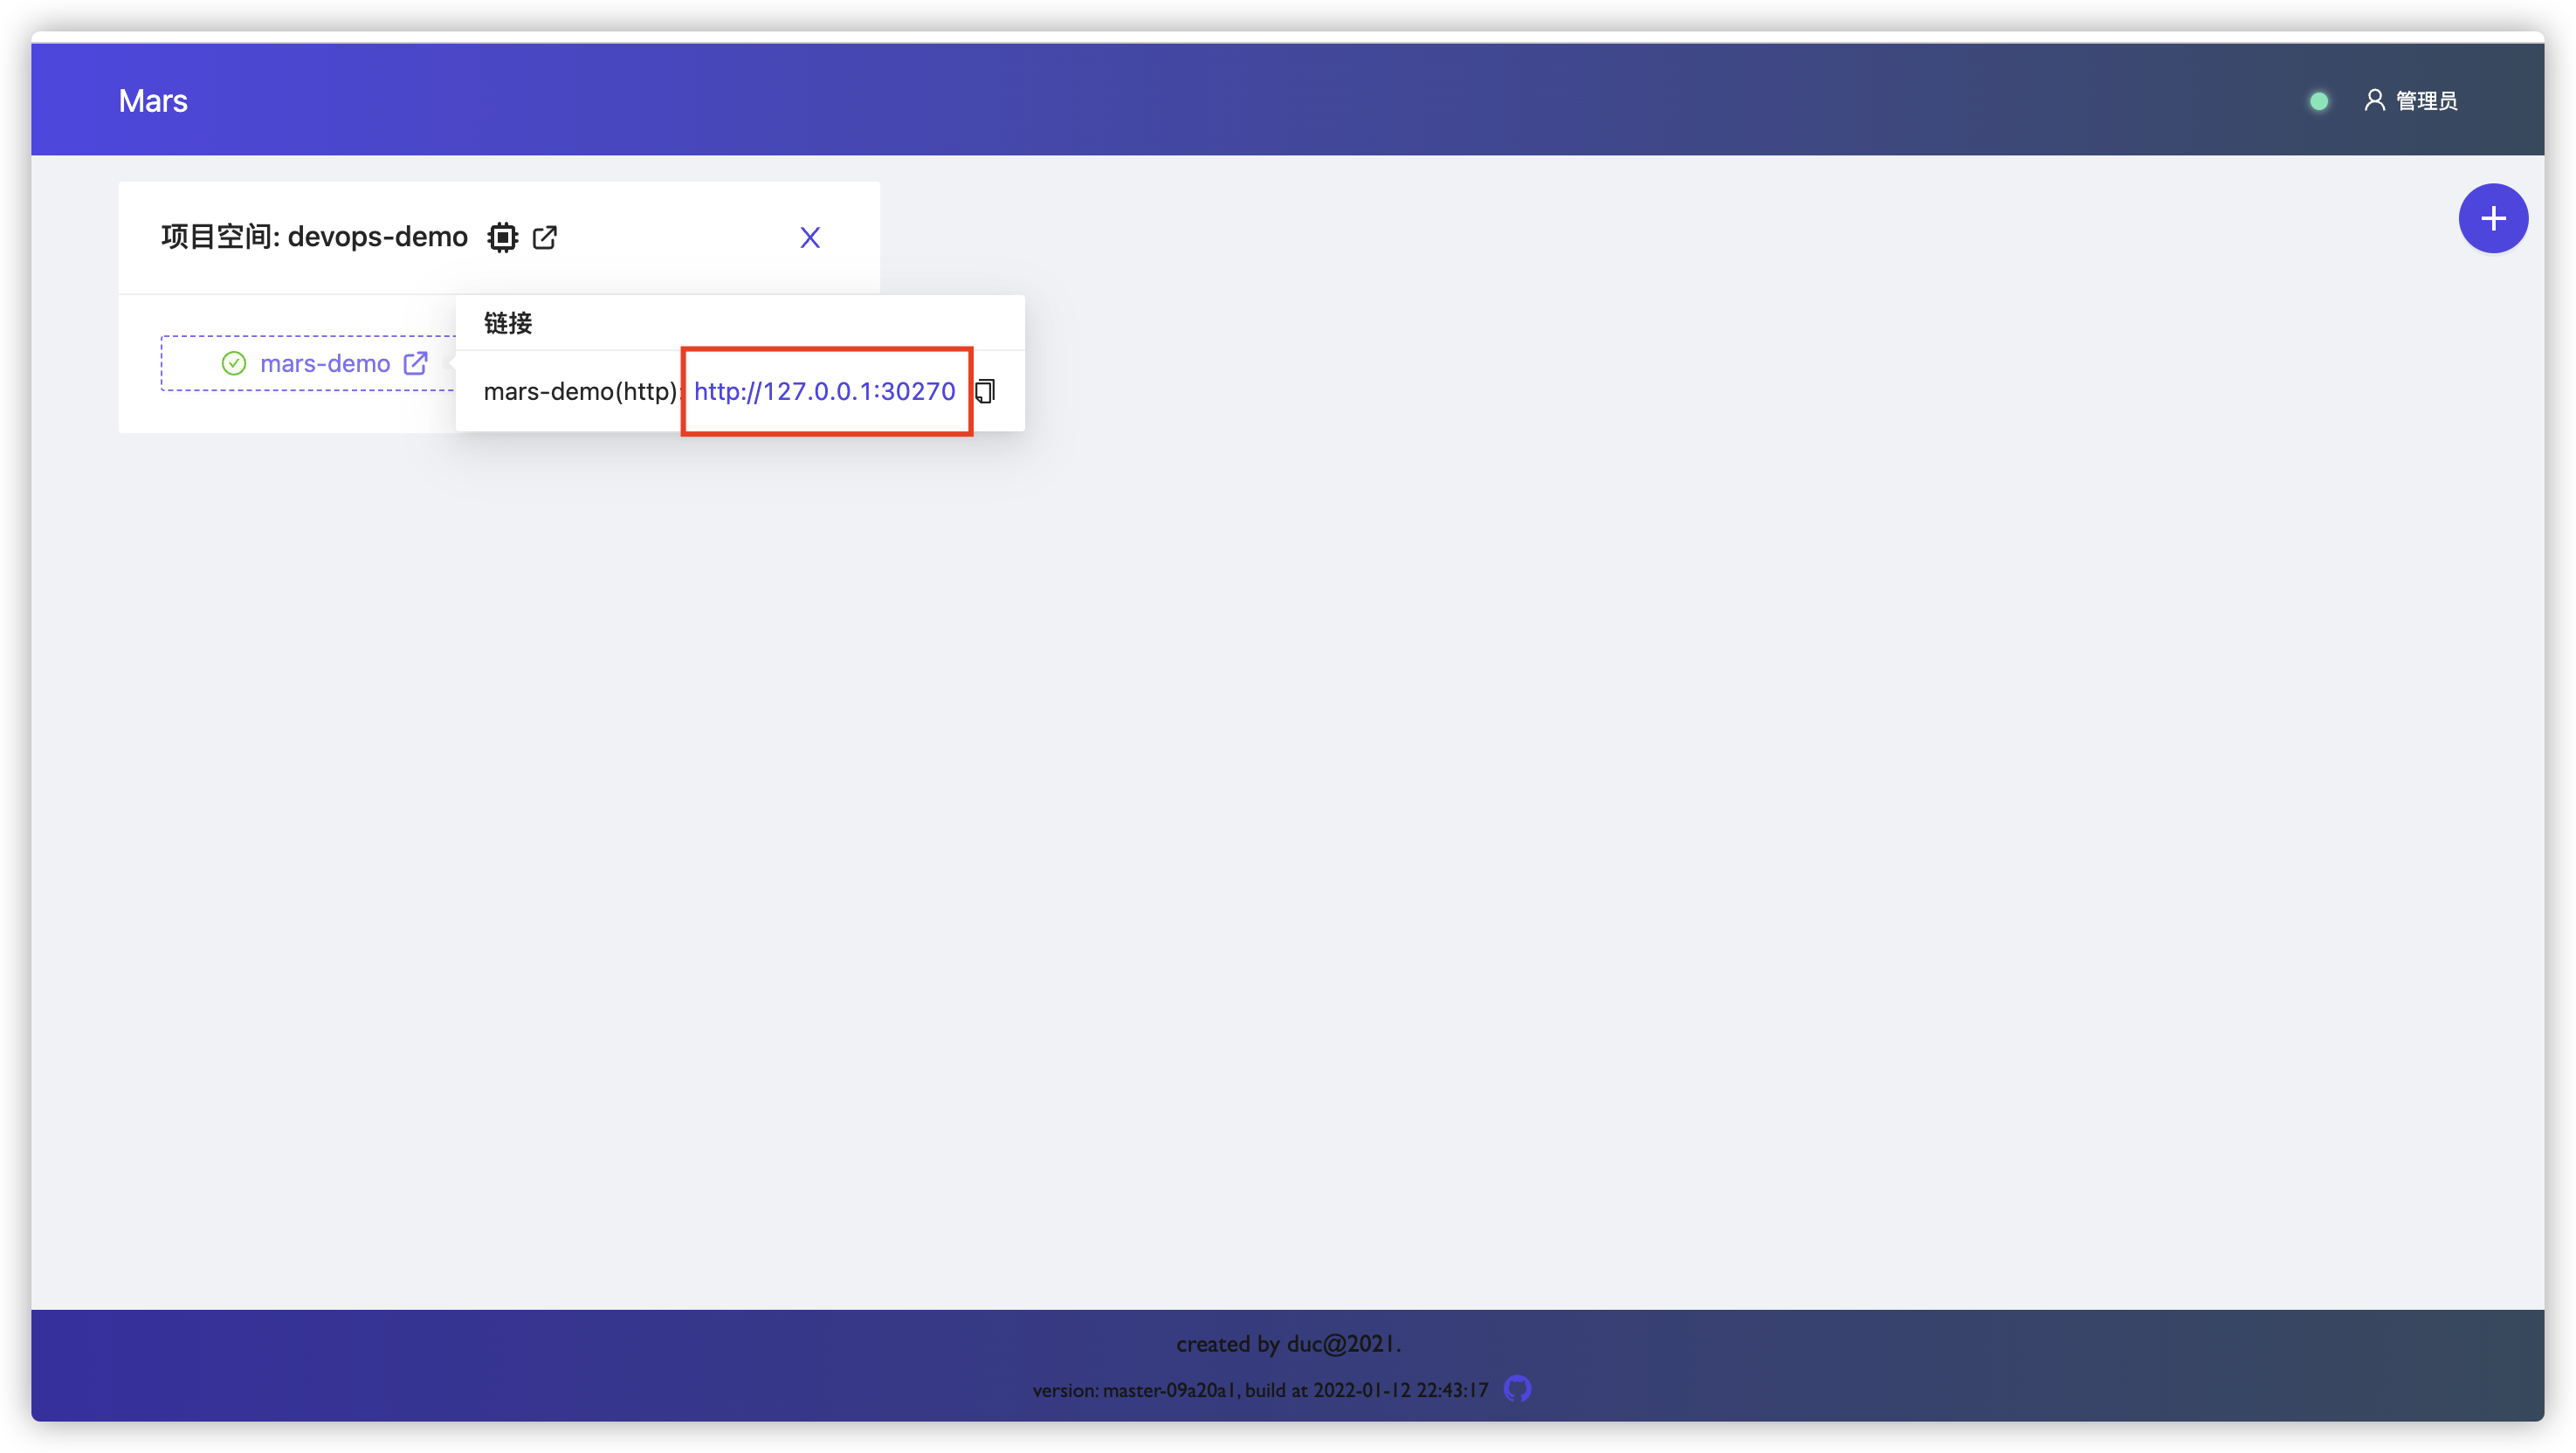 Mars
管理员
项目空间: devops-demo
链接
mars-demo
mars-demo(http): http://127.0.0.1:30270
created by duc@2021.
version: master-09a20a1, build at 2022-01-12 22:43:17